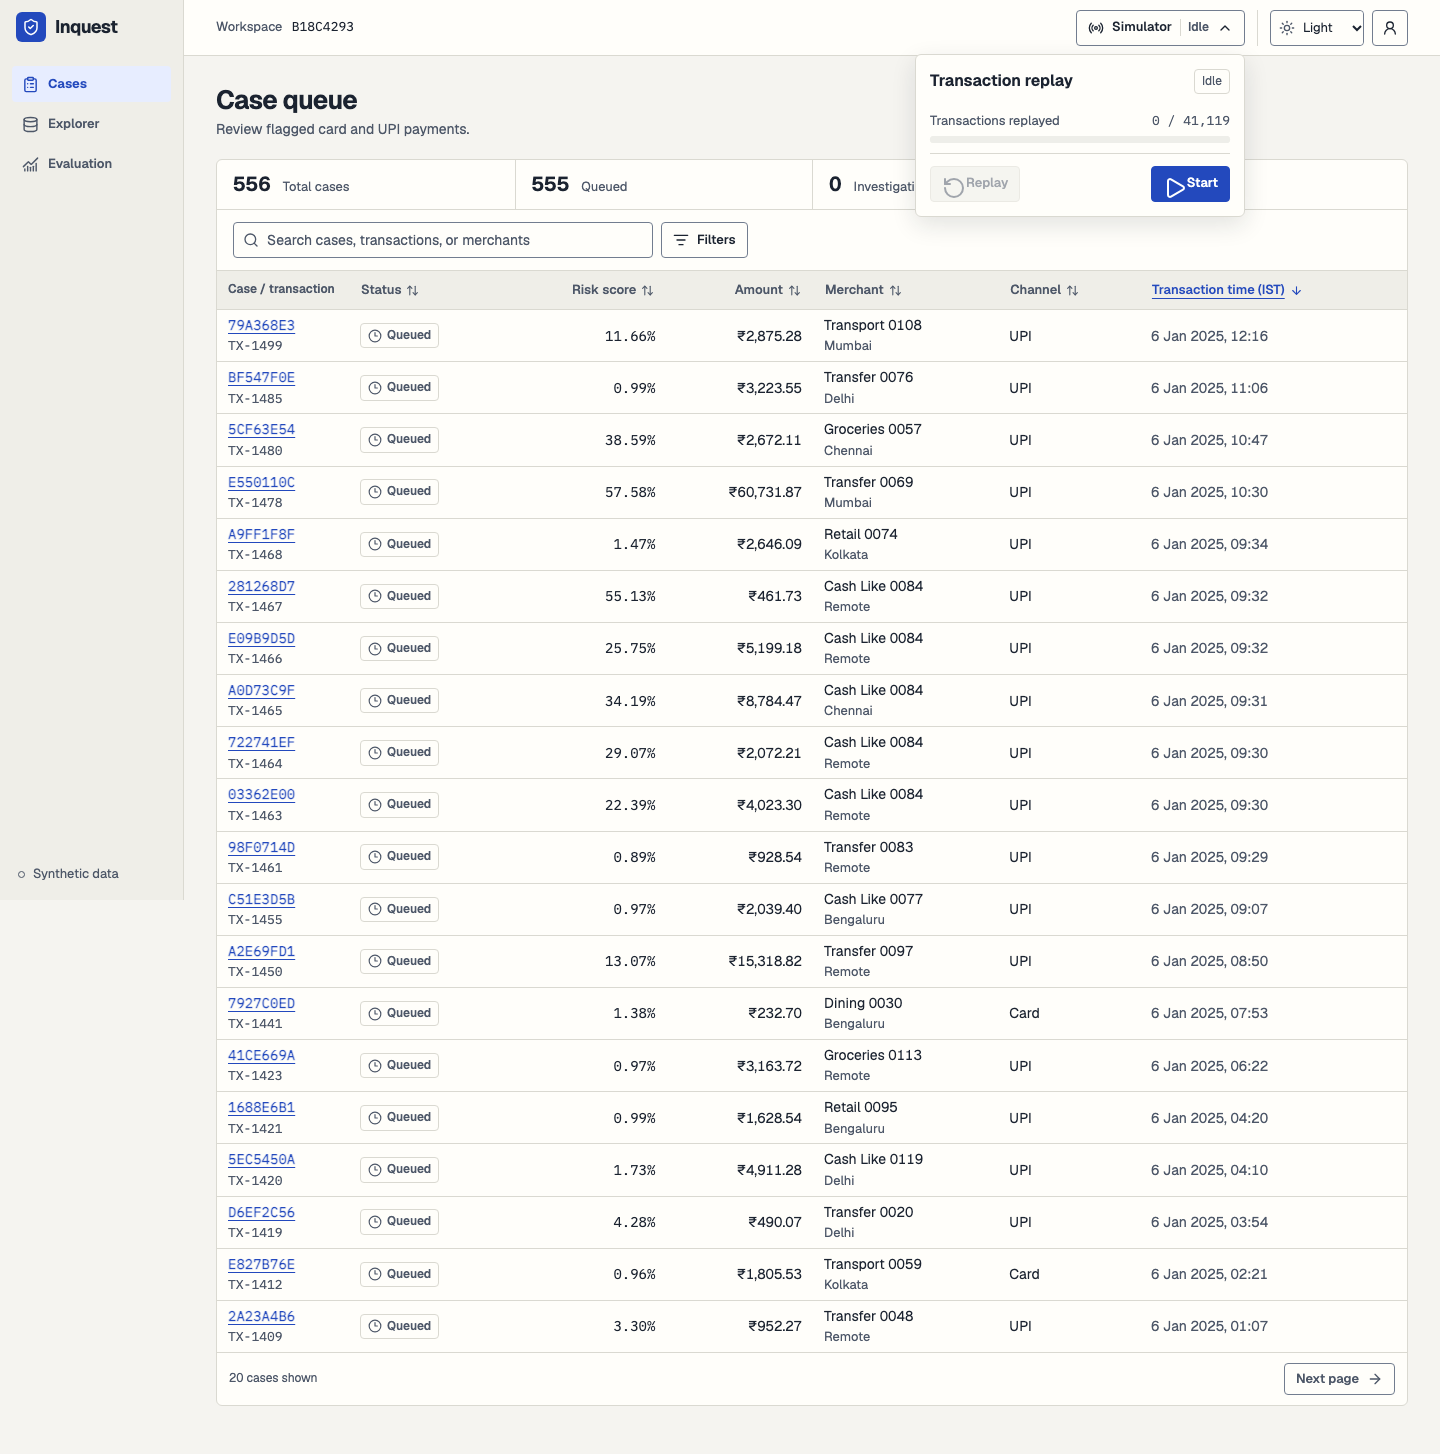 Inquest
Workspace B18C4293
Simulator Idle
Light
Cases
Explorer
Evaluation
Synthetic data
Transaction replay
Idle
Transactions replayed 0 / 41,119
Replay
Start
Case queue
Review flagged card and UPI payments.
556 Total cases
555 Queued
0 Investigati
Search cases, transactions, or merchants
Filters
Case / transaction Status Risk score Amount Merchant Channel Transaction time (IST)
79A368E3 Queued 11.66% ₹2,875.28 Transport 0108 UPI 6 Jan 2025, 12:16
TX-1499 Mumbai
BF547F0E Queued 0.99% ₹3,223.55 Transfer 0076 UPI 6 Jan 2025, 11:06
TX-1485 Delhi
5CF63E54 Queued 38.59% ₹2,672.11 Groceries 0057 UPI 6 Jan 2025, 10:47
TX-1480 Chennai
E550110C Queued 57.58% ₹60,731.87 Transfer 0069 UPI 6 Jan 2025, 10:30
TX-1478 Mumbai
A9FF1F8F Queued 1.47% ₹2,646.09 Retail 0074 UPI 6 Jan 2025, 09:34
TX-1468 Kolkata
281268D7 Queued 55.13% ₹461.73 Cash Like 0084 UPI 6 Jan 2025, 09:32
TX-1467 Remote
E09B9D5D Queued 25.75% ₹5,199.18 Cash Like 0084 UPI 6 Jan 2025, 09:32
TX-1466 Remote
A0D73C9F Queued 34.19% ₹8,784.47 Cash Like 0084 UPI 6 Jan 2025, 09:31
TX-1465 Chennai
722741EF Queued 29.07% ₹2,072.21 Cash Like 0084 UPI 6 Jan 2025, 09:30
TX-1464 Remote
03362E00 Queued 22.39% ₹4,023.30 Cash Like 0084 UPI 6 Jan 2025, 09:30
TX-1463 Remote
98F0714D Queued 0.89% ₹928.54 Transfer 0083 UPI 6 Jan 2025, 09:29
TX-1461 Remote
C51E3D5B Queued 0.97% ₹2,039.40 Cash Like 0077 UPI 6 Jan 2025, 09:07
TX-1455 Bengaluru
A2E69FD1 Queued 13.07% ₹15,318.82 Transfer 0097 UPI 6 Jan 2025, 08:50
TX-1450 Remote
7927C0ED Queued 1.38% ₹232.70 Dining 0030 Card 6 Jan 2025, 07:53
TX-1441 Bengaluru
41CE669A Queued 0.97% ₹3,163.72 Groceries 0113 UPI 6 Jan 2025, 06:22
TX-1423 Remote
1688E6B1 Queued 0.99% ₹1,628.54 Retail 0095 UPI 6 Jan 2025, 04:20
TX-1421 Bengaluru
5EC5450A Queued 1.73% ₹4,911.28 Cash Like 0119 UPI 6 Jan 2025, 04:10
TX-1420 Delhi
D6EF2C56 Queued 4.28% ₹490.07 Transfer 0020 UPI 6 Jan 2025, 03:54
TX-1419 Delhi
E827B76E Queued 0.96% ₹1,805.53 Transport 0059 Card 6 Jan 2025, 02:21
TX-1412 Kolkata
2A23A4B6 Queued 3.30% ₹952.27 Transfer 0048 UPI 6 Jan 2025, 01:07
TX-1409 Remote
20 cases shown
Next page